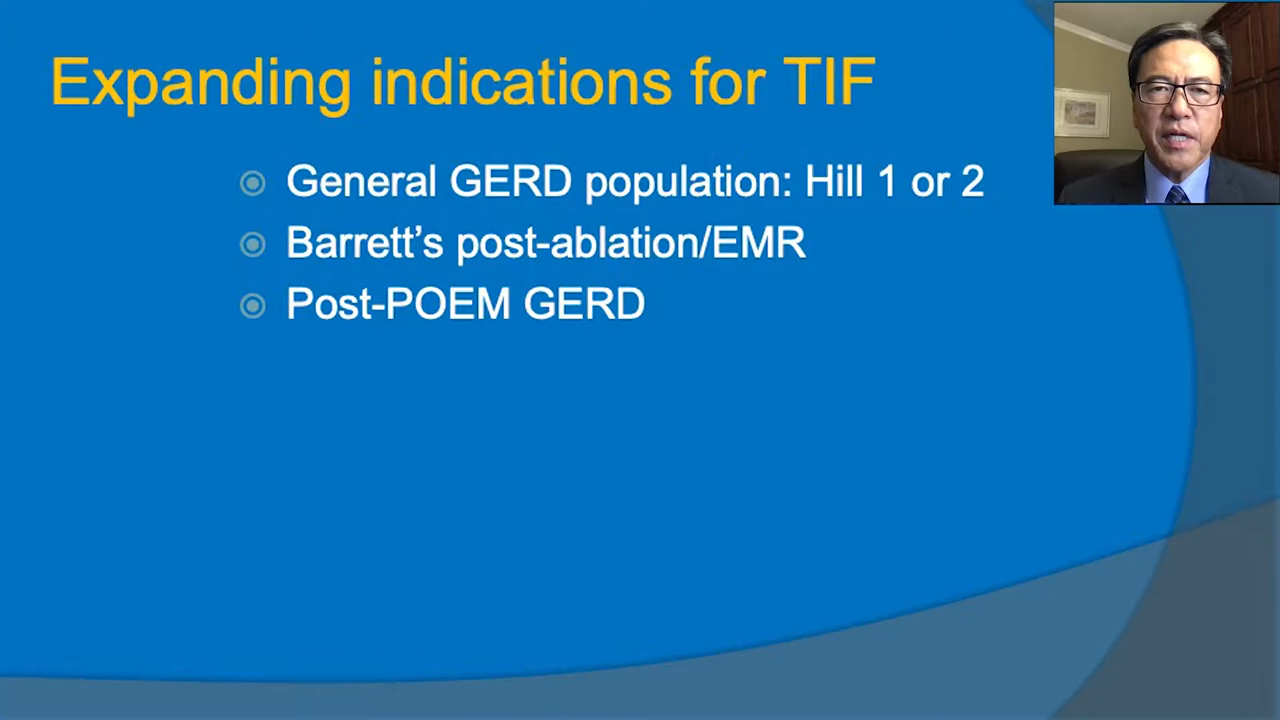 Expanding indications for TIF
General GERD population: Hill 1 or 2
Barrett’s post-ablation/EMR
Post-POEM GERD